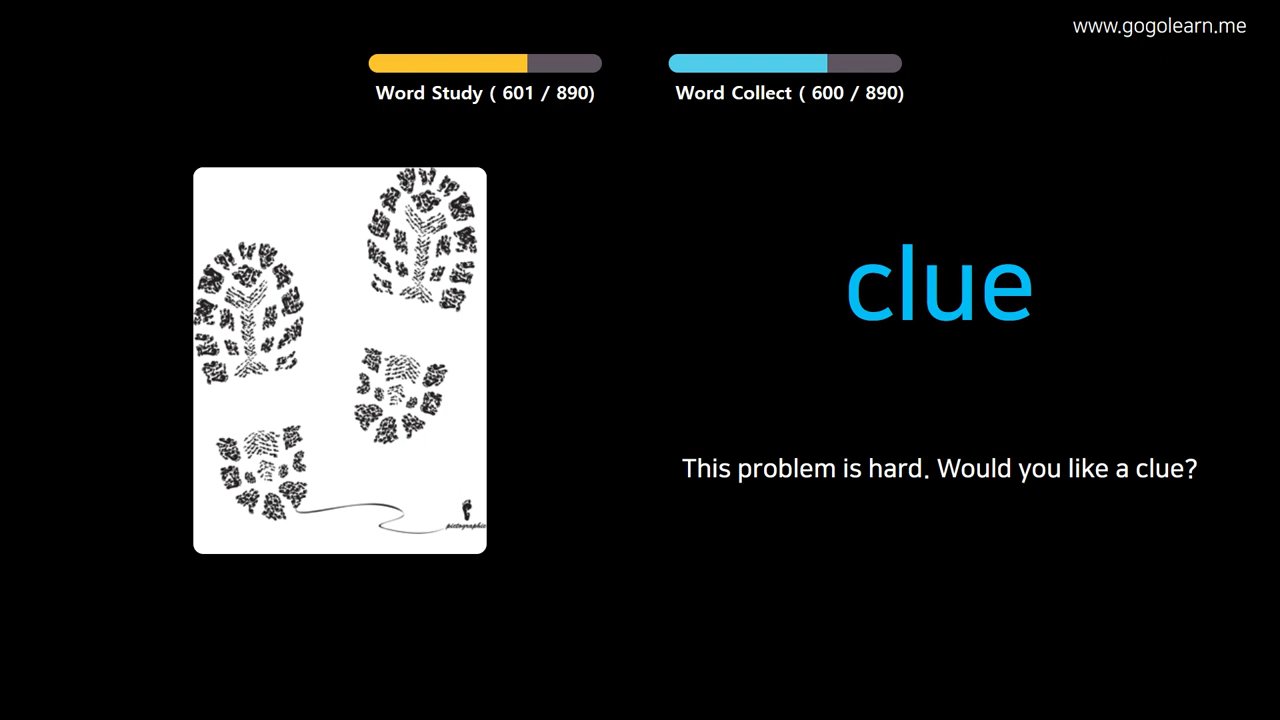 www.gogolearn.me
Word Study ( 601 / 890)
Word Collect ( 600 / 890)
clue
This problem is hard. Would you like a clue?
pictographic